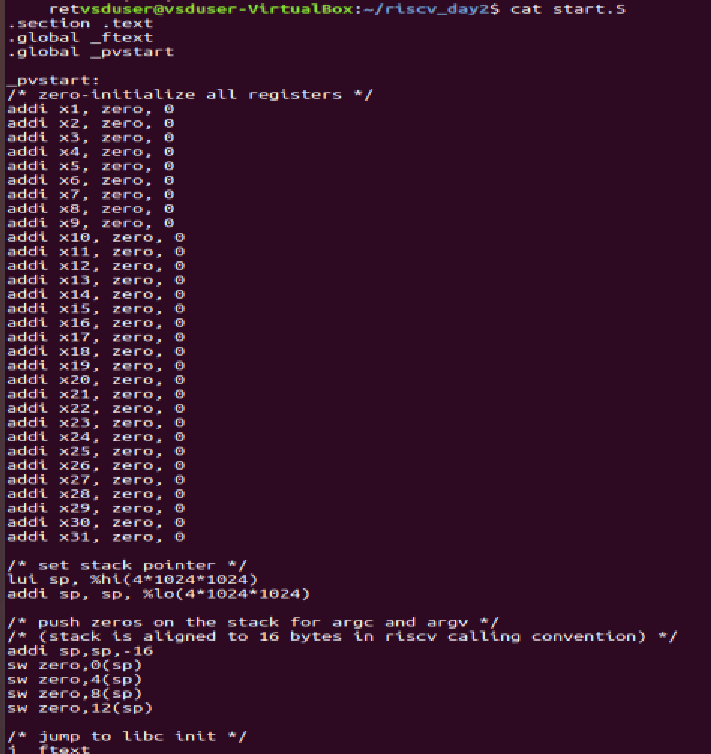 retvsduser@vsduser-VirtualBox:~/riscv_day2$ cat start.S
.section .text
.global _ftext
.global _pvstart

_pvstart:
/* zero-initialize all registers */
addi x1, zero, 0
addi x2, zero, 0
addi x3, zero, 0
addi x4, zero, 0
addi x5, zero, 0
addi x6, zero, 0
addi x7, zero, 0
addi x8, zero, 0
addi x9, zero, 0
addi x10, zero, 0
addi x11, zero, 0
addi x12, zero, 0
addi x13, zero, 0
addi x14, zero, 0
addi x15, zero, 0
addi x16, zero, 0
addi x17, zero, 0
addi x18, zero, 0
addi x19, zero, 0
addi x20, zero, 0
addi x21, zero, 0
addi x22, zero, 0
addi x23, zero, 0
addi x24, zero, 0
addi x25, zero, 0
addi x26, zero, 0
addi x27, zero, 0
addi x28, zero, 0
addi x29, zero, 0
addi x30, zero, 0
addi x31, zero, 0

/* set stack pointer */
lui sp, %hi(4*1024*1024)
addi sp, sp, %lo(4*1024*1024)

/* push zeros on the stack for argc and argv */
/* (stack is aligned to 16 bytes in riscv calling convention) */
addi sp,sp,-16
sw zero,0(sp)
sw zero,4(sp)
sw zero,8(sp)
sw zero,12(sp)

/* jump to libc init */
j _ftext